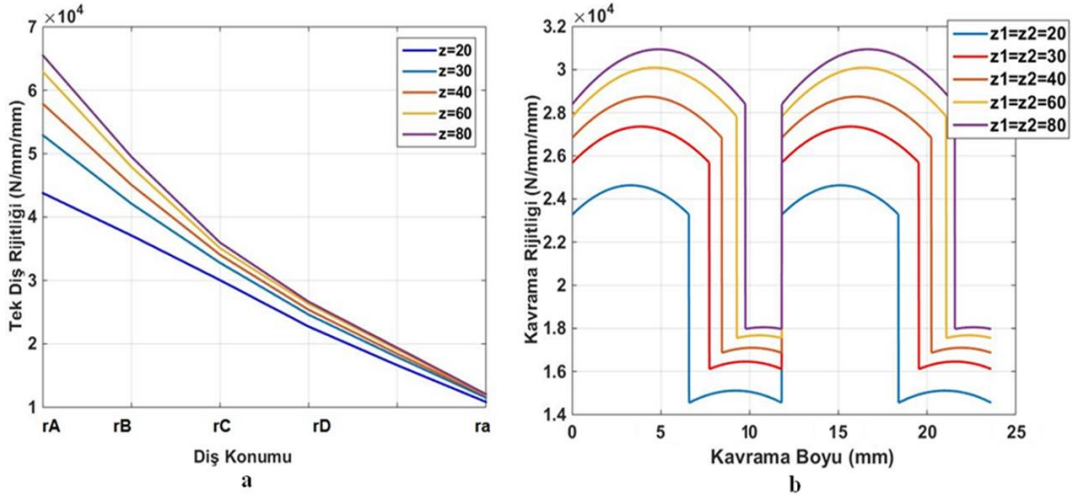 ×10⁴
7
6
5
4
3
2
1
Tek Diş Rijitliği (N/mm/mm)
z=20
z=30
z=40
z=60
z=80
rA rB rC rD ra
Diş Konumu
a
×10⁴
3.2
3
2.8
2.6
2.4
2.2
2
1.8
1.6
1.4
Kavrama Rijitligi (N/mm/mm)
z1=z2=20
z1=z2=30
z1=z2=40
z1=z2=60
z1=z2=80
0 5 10 15 20 25
Kavrama Boyu (mm)
b